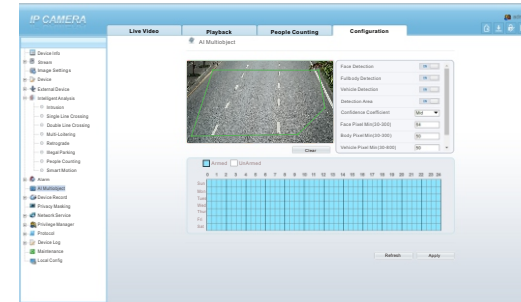 IP CAMERA
Live Video
Playback
People Counting
Configuration
Device Info
Stream
Image Settings
Device
External Device
Intelligent Analysis
Intrusion
Single Line Crossing
Double Line Crossing
Multi-Loitering
Retrograde
Illegal Parking
People Counting
Smart Motion
Alarm
AI Multiobject
Device Record
Privacy Masking
Network Service
Privilege Manager
Protocol
Device Log
Maintenance
Local Config
AI Multiobject
Clear
Face Detection
Fullbody Detection
Vehicle Detection
Detection Area
Confidence Coefficient Mid
Face Pixel Min(30-300)
Body Pixel Min(30-300)
Vehicle Pixel Min(30-800)
Armed UnArmed
0 1 2 3 4 5 6 7 8 9 10 11 12 13 14 15 16 17 18 19 20 21 22 23 24
Sun
Mon
Tues
Wed
Thur
Fri
Sat
Refresh
Apply